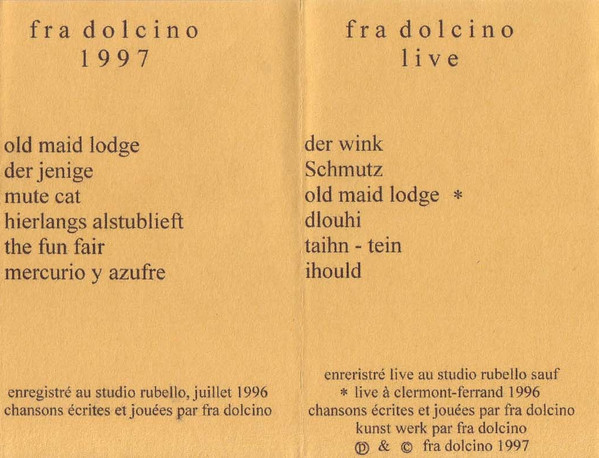 fra dolcino
1997
old maid lodge
der jenige
mute cat
hierlangs alstublieft
the fun fair
mercurio y azufre
enregistré au studio rubello, juillet 1996
chansons écrites et jouées par fra dolcino
fra dolcino
live
der wink
Schmutz
old maid lodge *
dlouhi
taihn - tein
ihould
enreristré live au studio rubello sauf
* live à clermont-ferrand 1996
chansons écrites et jouées par fra dolcino
kunst werk par fra dolcino
Ⓓ & © fra dolcino 1997